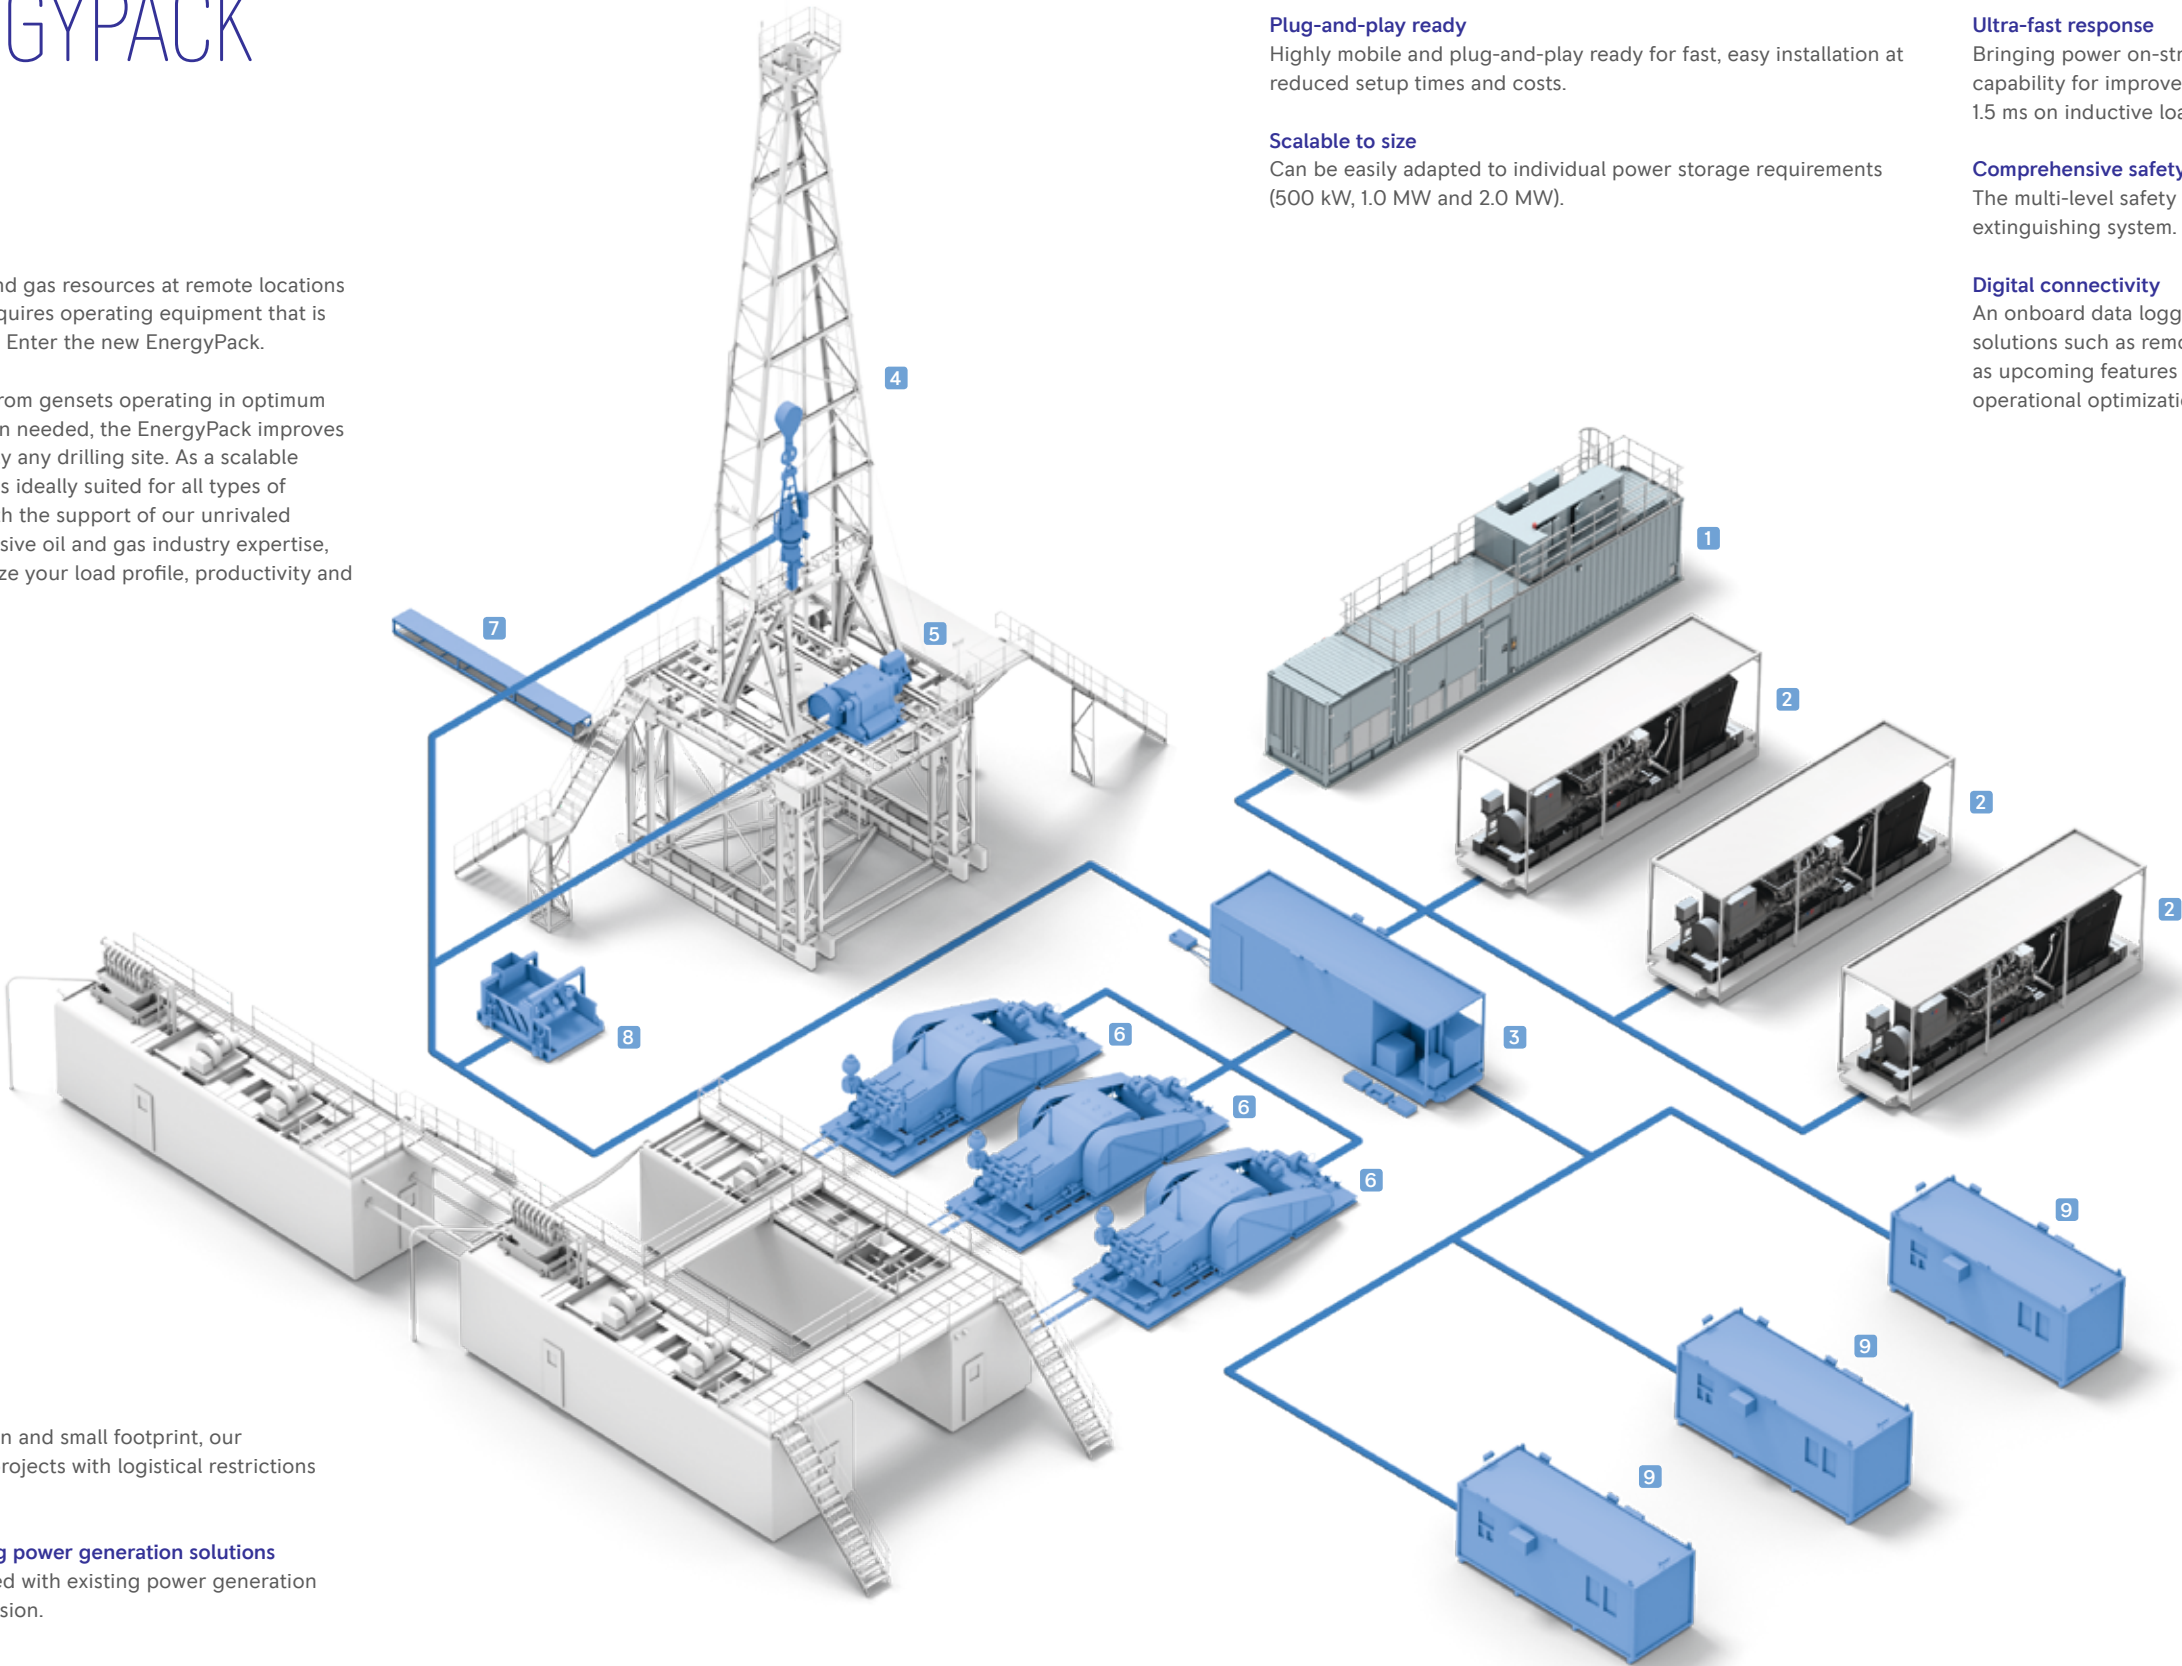 GYPACK
nd gas resources at remote locations
quires operating equipment that is
Enter the new EnergyPack.
rom gensets operating in optimum
n needed, the EnergyPack improves
y any drilling site. As a scalable
s ideally suited for all types of
h the support of our unrivaled
sive oil and gas industry expertise,
ze your load profile, productivity and
n and small footprint, our
rojects with logistical restrictions
g power generation solutions
ed with existing power generation
sion.
Plug-and-play ready
Highly mobile and plug-and-play ready for fast, easy installation at
reduced setup times and costs.
Scalable to size
Can be easily adapted to individual power storage requirements
(500 kW, 1.0 MW and 2.0 MW).
Ultra-fast response
Bringing power on-str
capability for improve
1.5 ms on inductive loa
Comprehensive safety
The multi-level safety
extinguishing system.
Digital connectivity
An onboard data logg
solutions such as remo
as upcoming features
operational optimizati
4
1
7
5
2
2
2
3
8
6
6
6
9
9
9